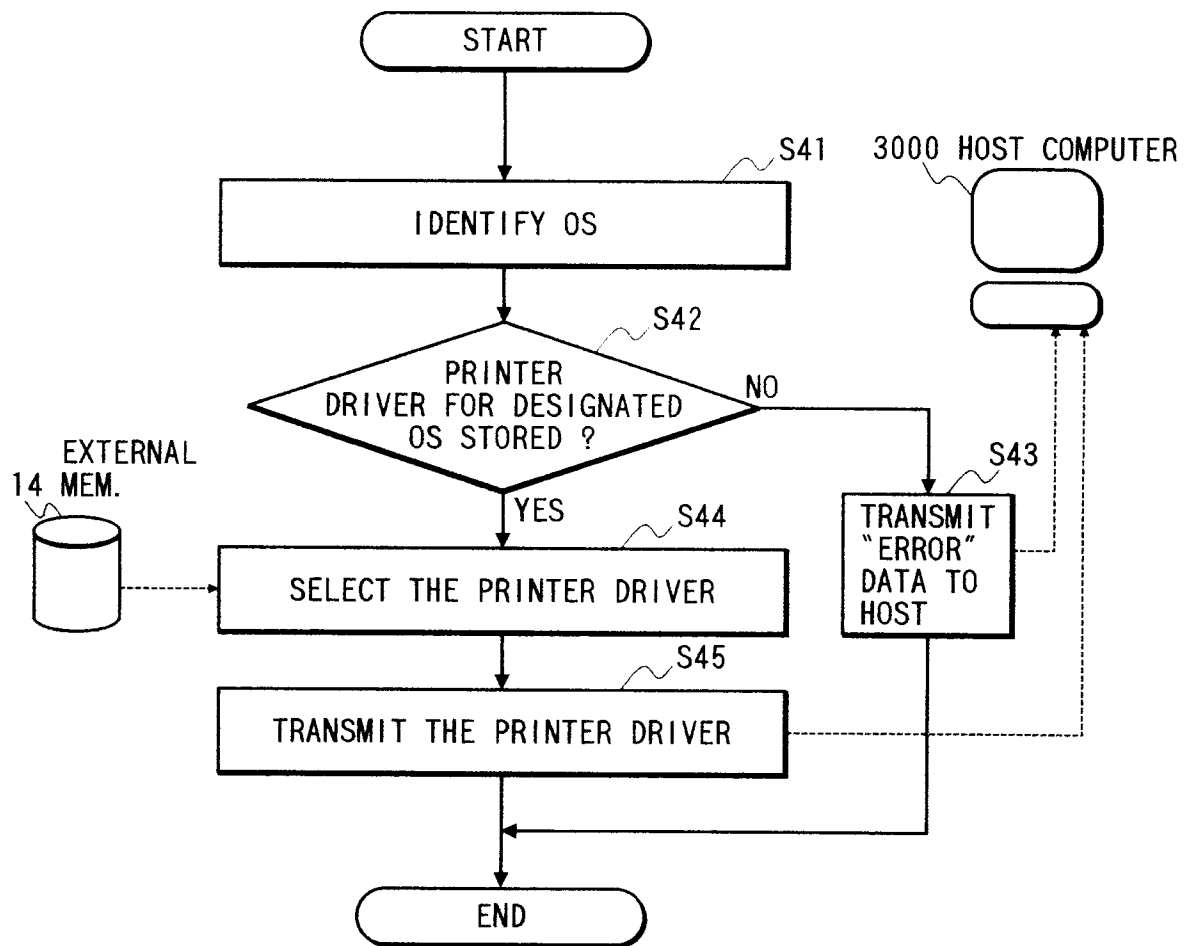 START
S41
3000 HOST COMPUTER
IDENTIFY OS
S42
PRINTER
DRIVER FOR DESIGNATED
OS STORED ?
NO
YES
EXTERNAL
14 MEM.
S43
TRANSMIT
"ERROR"
DATA TO
HOST
S44
SELECT THE PRINTER DRIVER
S45
TRANSMIT THE PRINTER DRIVER
END